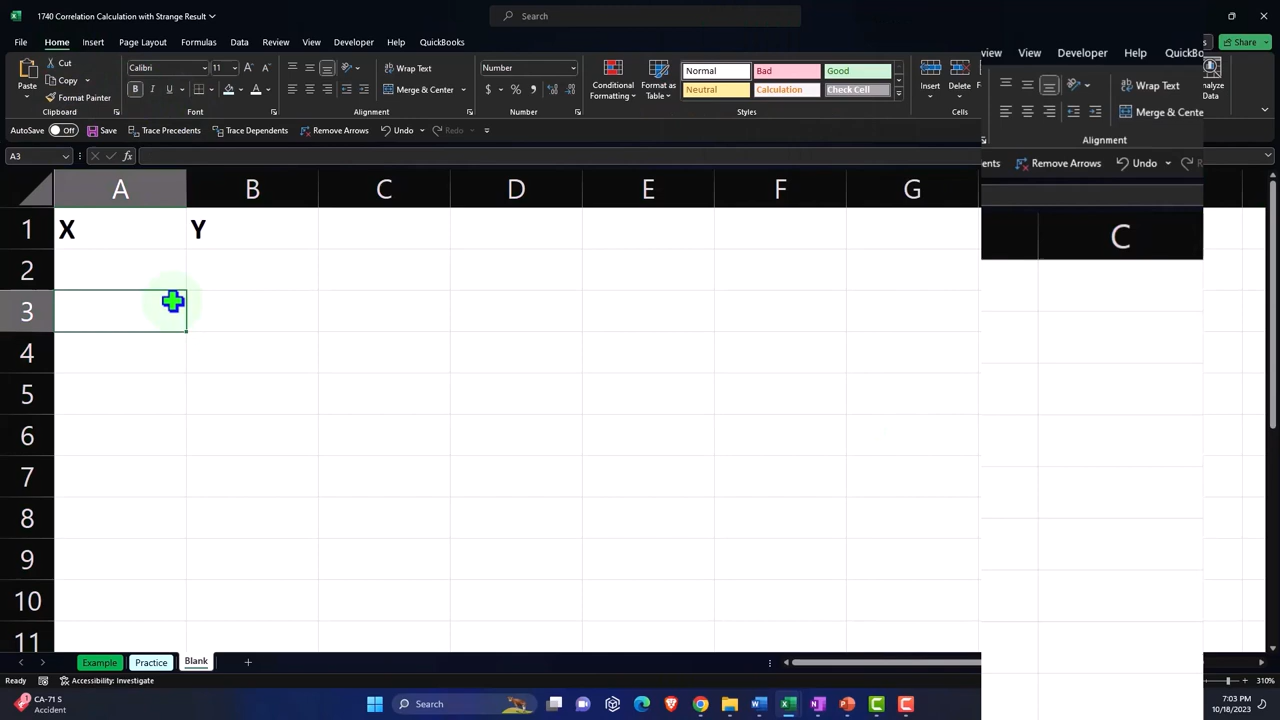 1740 Correlation Calculation with Strange Result
Search
File Home Insert Page Layout Formulas Data Review View Developer Help QuickBooks
Share
Paste
Cut
Copy
Format Painter
Clipboard
Calibri
11
Font
Wrap Text
Merge & Center
Alignment
Number
Number
Conditional Formatting
Format as Table
Normal Bad Good
Neutral Calculation Check Cell
Styles
Insert
Delete
Cells
View Developer Help
Wrap Text
Merge & Cente
Alignment
Remove Arrows Undo
AutoSave Off Save Trace Precedents Trace Dependents Remove Arrows Undo Redo
A3
fx
A B C D E F G
C
1 X Y
2
3
4
5
6
7
8
9
10
11
Example Practice Blank
Ready
Accessibility: Investigate
310%
CA-71 S
Accident
Search
7:03 PM
10/18/2023